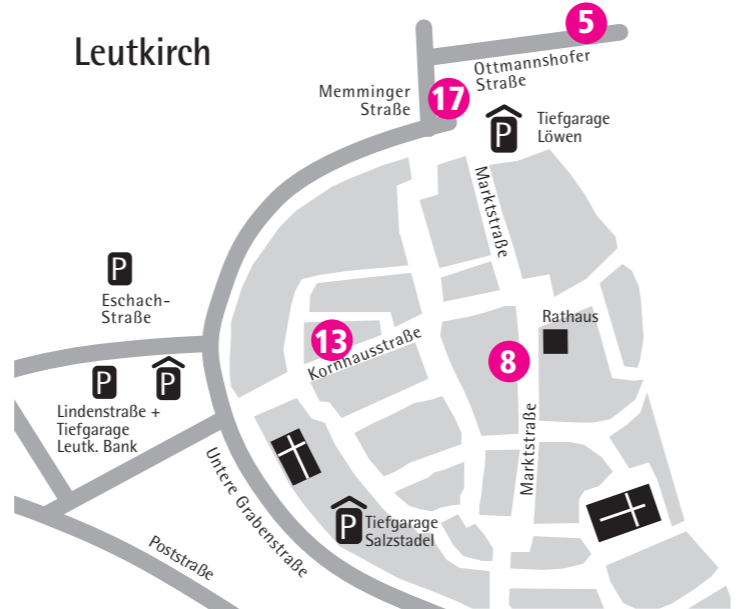 Leutkirch
5
Ottmannshofer
Straße
Memminger
Straße
17
P
Tiefgarage
Löwen
Marktstraße
P
Eschach-
Straße
13
Kornhausstraße
Rathaus
8
P
P
Lindenstraße +
Tiefgarage
Leutk. Bank
Marktstraße
Untere Grabenstraße
P
Tiefgarage
Salzstadel
Poststraße